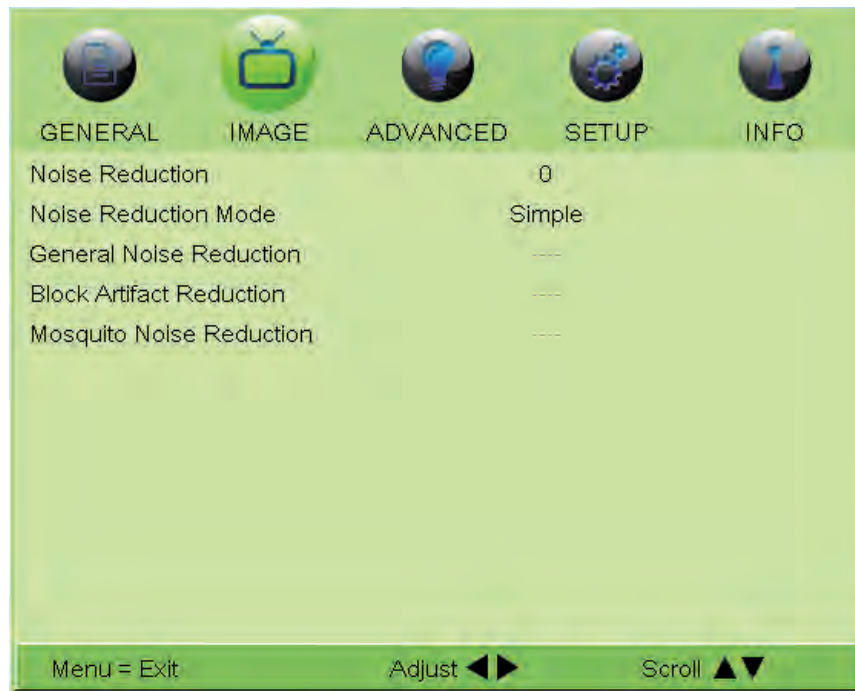 GENERAL IMAGE ADVANCED SETUP INFO
Noise Reduction 0
Noise Reduction Mode Simple
General Noise Reduction ----
Block Artifact Reduction ----
Mosquito Noise Reduction ----
Menu = Exit Adjust ◀▶ Scroll ▲▼